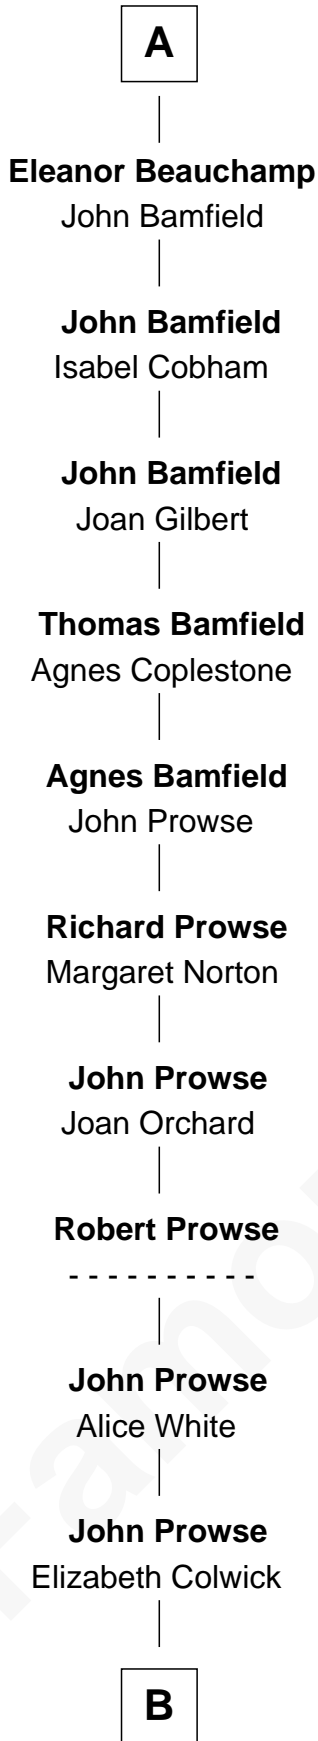 A
Eleanor Beauchamp
John Bamfield
John Bamfield
Isabel Cobham
John Bamfield
Joan Gilbert
Thomas Bamfield
Agnes Coplestone
Agnes Bamfield
John Prowse
Richard Prowse
Margaret Norton
John Prowse
Joan Orchard
Robert Prowse
- - - - - - - - - -
John Prowse
Alice White
John Prowse
Elizabeth Colwick
B